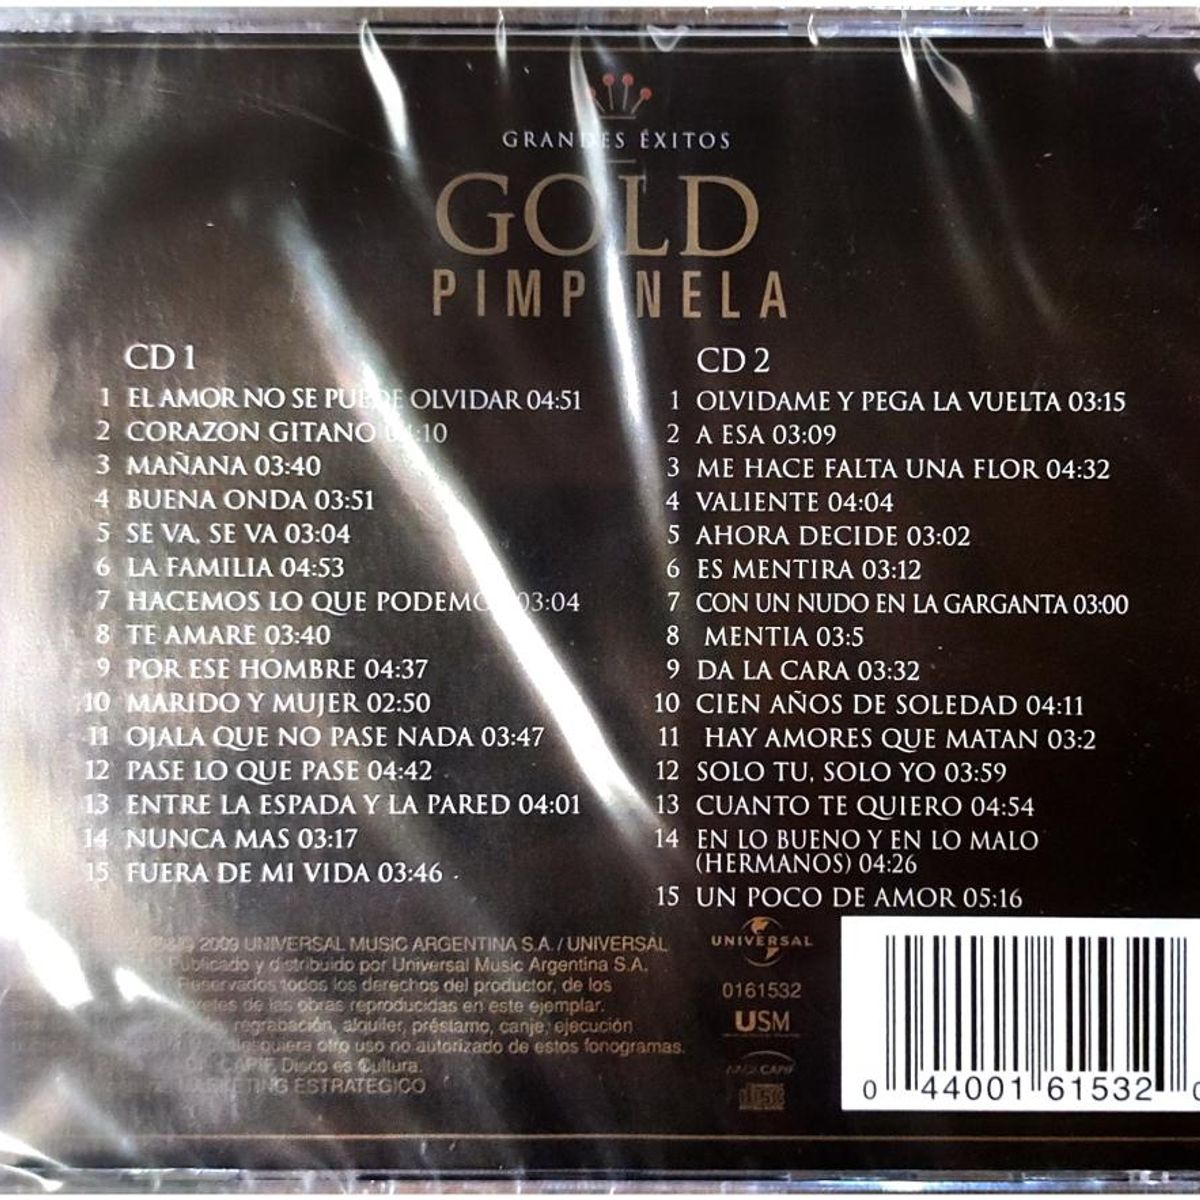 GRANDES ÉXITOS
GOLD
PIMPINELA
CD 1
1 EL AMOR NO SE PUEDE OLVIDAR 04:51
2 CORAZON GITANO 04:10
3 MAÑANA 03:40
4 BUENA ONDA 03:51
5 SE VA, SE VA 03:04
6 LA FAMILIA 04:53
7 HACEMOS LO QUE PODEMOS 03:04
8 TE AMARE 03:40
9 POR ESE HOMBRE 04:37
10 MARIDO Y MUJER 02:50
11 OJALA QUE NO PASE NADA 03:47
12 PASE LO QUE PASE 04:42
13 ENTRE LA ESPADA Y LA PARED 04:01
14 NUNCA MAS 03:17
15 FUERA DE MI VIDA 03:46
CD 2
1 OLVIDAME Y PEGA LA VUELTA 03:15
2 A ESA 03:09
3 ME HACE FALTA UNA FLOR 04:32
4 VALIENTE 04:04
5 AHORA DECIDE 03:02
6 ES MENTIRA 03:12
7 CON UN NUDO EN LA GARGANTA 03:00
8 MENTIA 03:5
9 DA LA CARA 03:32
10 CIEN AÑOS DE SOLEDAD 04:11
11 HAY AMORES QUE MATAN 03:2
12 SOLO TU, SOLO YO 03:59
13 CUANTO TE QUIERO 04:54
14 EN LO BUENO Y EN LO MALO
(HERMANOS) 04:26
15 UN POCO DE AMOR 05:16
2009 UNIVERSAL MUSIC ARGENTINA S.A. / UNIVERSAL
Publicado y distribuido por Universal Music Argentina S.A.
Reservados todos los derechos del productor, de los
de las obras reproducidas en este ejemplar.
regrabación, alquiler, préstamo, canje, ejecución
otro uso no autorizado de estos fonogramas.
CAPIF, Disco es Cultura.
MARKETING ESTRATEGICO
UNIVERSAL
0161532
USM
CAPIF
0 44001 61532 0